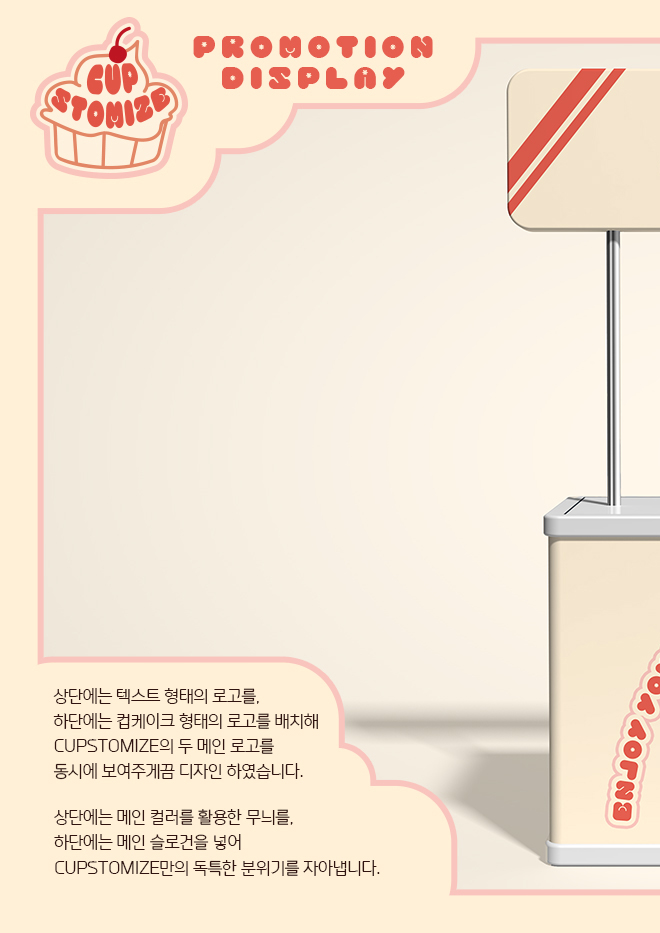 CUP
STOMIZE
PROMOTION
DISPLAY
ENJOY YOU
상단에는 텍스트 형태의 로고를,
하단에는 컵케이크 형태의 로고를 배치해
CUPSTOMIZE의 두 메인 로고를
동시에 보여주게끔 디자인 하였습니다.
상단에는 메인 컬러를 활용한 무늬를,
하단에는 메인 슬로건을 넣어
CUPSTOMIZE만의 독특한 분위기를 자아냅니다.